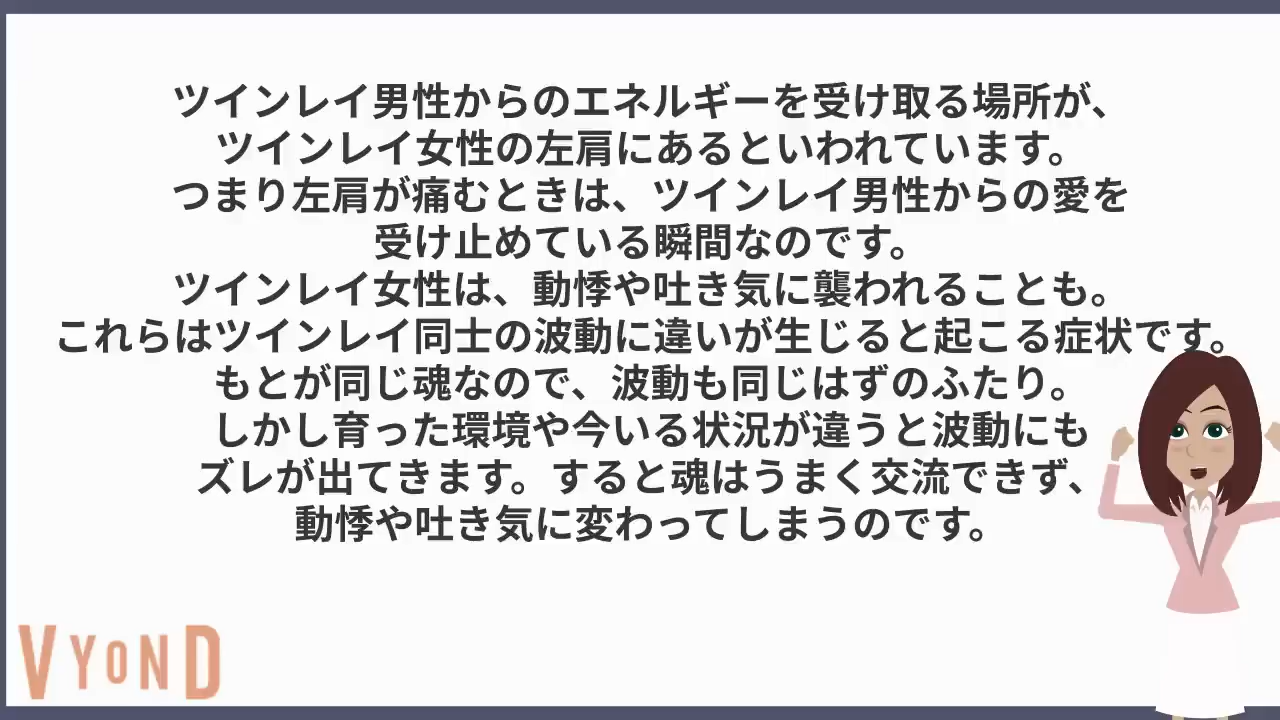 ツインレイ男性からのエネルギーを受け取る場所が、
ツインレイ女性の左肩にあるといわれています。
つまり左肩が痛むときは、ツインレイ男性からの愛を
受け止めている瞬間なのです。
ツインレイ女性は、動悸や吐き気に襲われることも。
これらはツインレイ同士の波動に違いが生じると起こる症状です。
もとが同じ魂なので、波動も同じはずのふたり。
しかし育った環境や今いる状況が違うと波動にも
ズレが出てきます。すると魂はうまく交流できず、
動悸や吐き気に変わってしまうのです。
VYOND